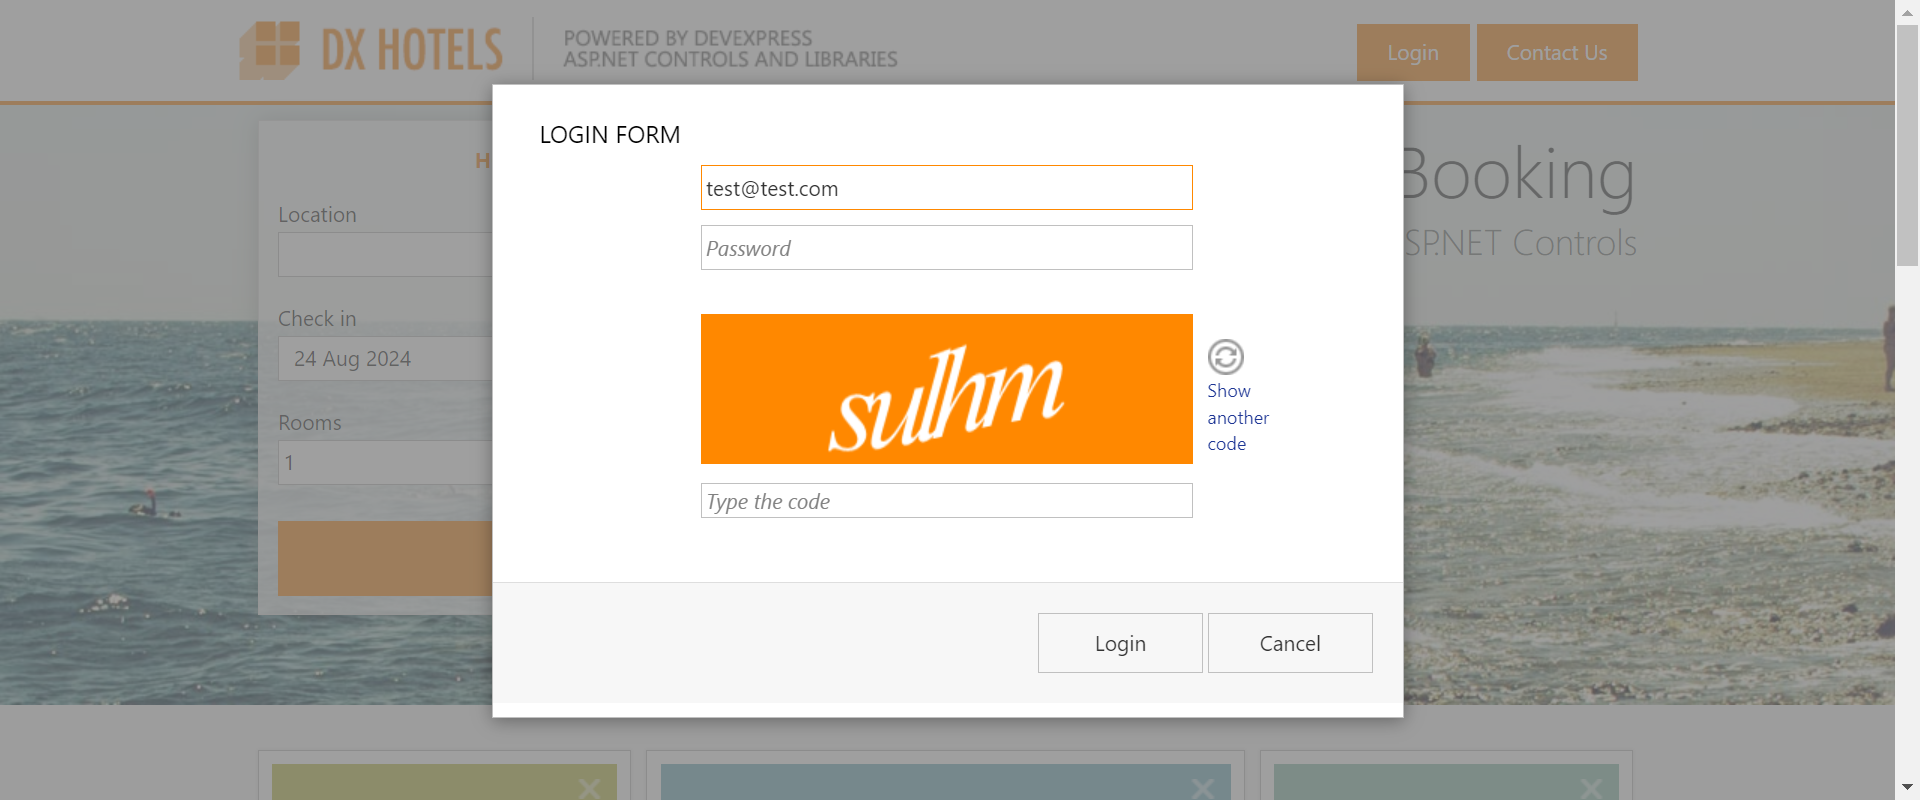 DX HOTELS
POWERED BY DEVEXPRESS
ASP.NET CONTROLS AND LIBRARIES
Login
Contact Us
LOGIN FORM
test@test.com
Password
sulhm
Show
another
code
Type the code
Login
Cancel
Location
Check in
24 Aug 2024
Rooms
1
Booking
SP.NET Controls